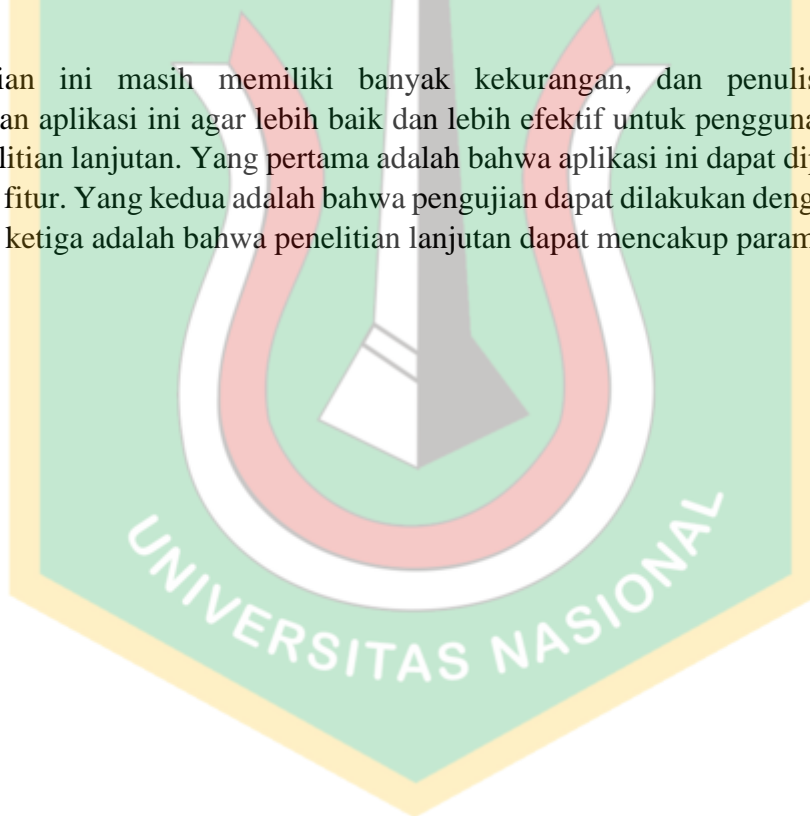 ian ini masih memiliki banyak kekurangan, dan penulis
an aplikasi ini agar lebih baik dan lebih efektif untuk pengguna
litian lanjutan. Yang pertama adalah bahwa aplikasi ini dapat dip
fitur. Yang kedua adalah bahwa pengujian dapat dilakukan deng
ketiga adalah bahwa penelitian lanjutan dapat mencakup param
UNIVERSITAS NASIONAL